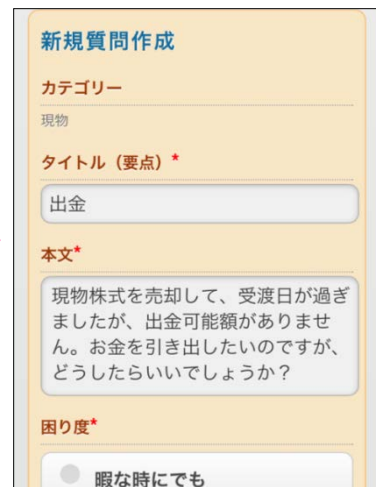 新規質問作成
カテゴリー
現物
タイトル（要点）*
出金
本文*
現物株式を売却して、受渡日が過ぎ
ましたが、出金可能額がありませ
ん。お金を引き出したいのですが、
どうしたらいいでしょうか？
困り度*
暇な時にでも